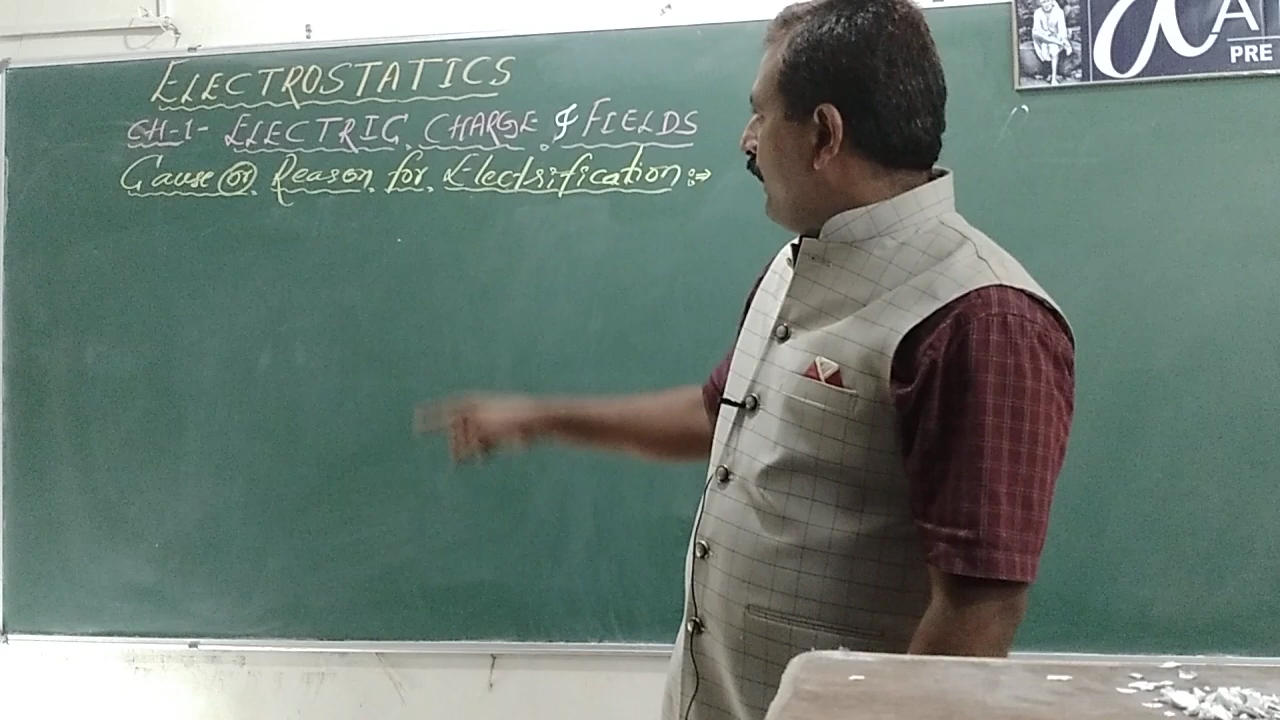 ELECTROSTATICS
CH-1- ELECTRIC CHARGE & FIELDS
Cause or Reason for Electrification :→
A
PRE